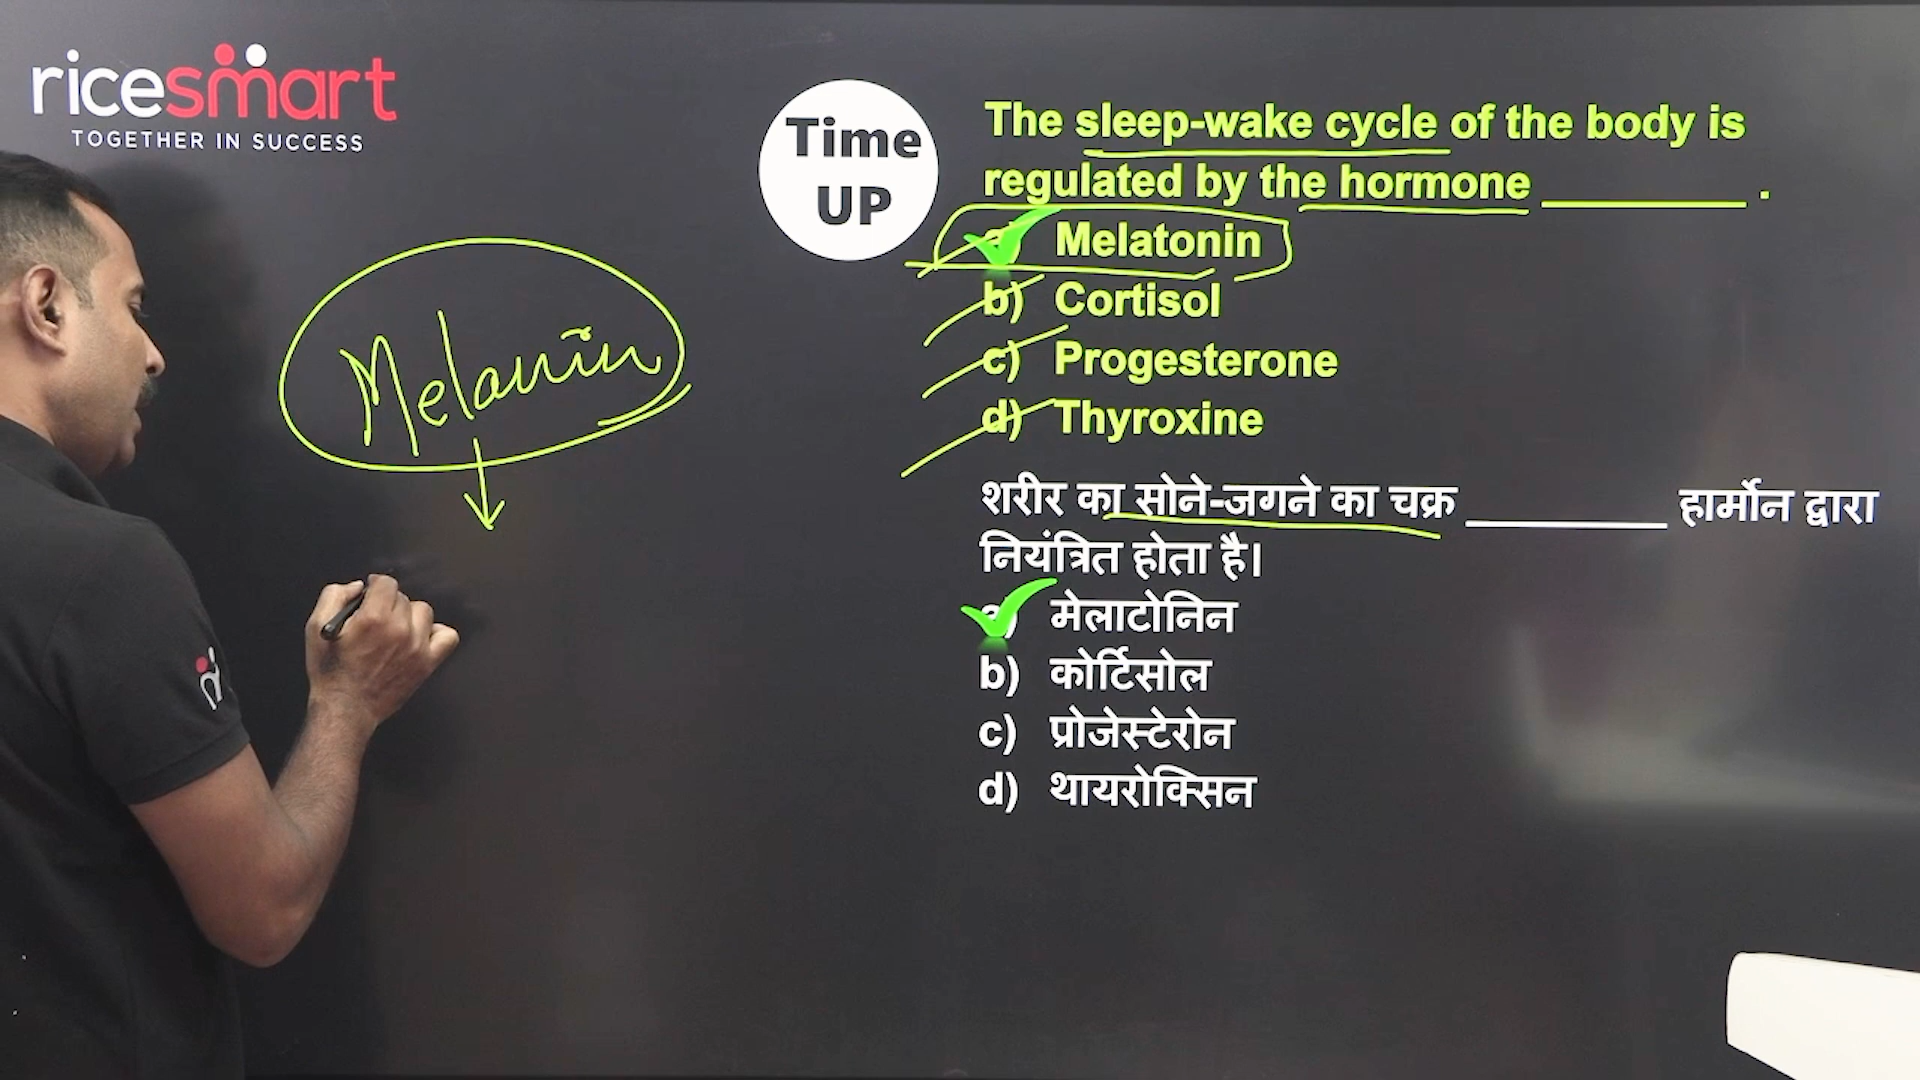 ricesmart
TOGETHER IN SUCCESS
Time
UP
The sleep-wake cycle of the body is
regulated by the hormone ________ .
a) Melatonin
b) Cortisol
c) Progesterone
d) Thyroxine
Melanin
शरीर का सोने-जगने का चक्र ________ हार्मोन द्वारा
नियंत्रित होता है।
a) मेलाटोनिन
b) कोर्टिसोल
c) प्रोजेस्टेरोन
d) थायरोक्सिन